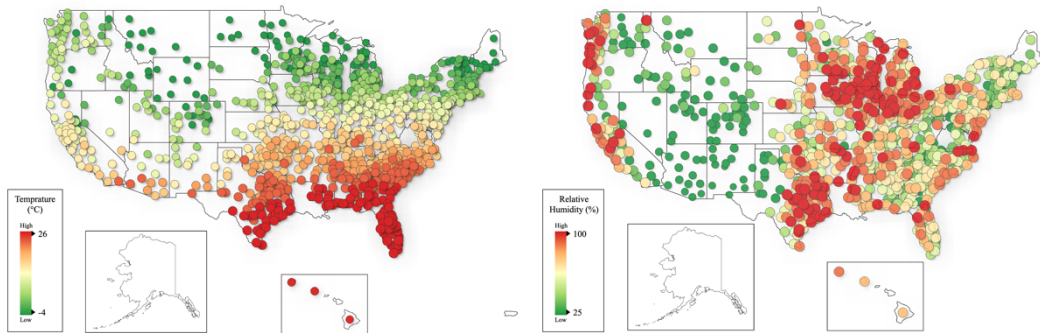 Temprature
(°C)
High
26
-4
Low
Relative
Humidity (%)
High
100
25
Low